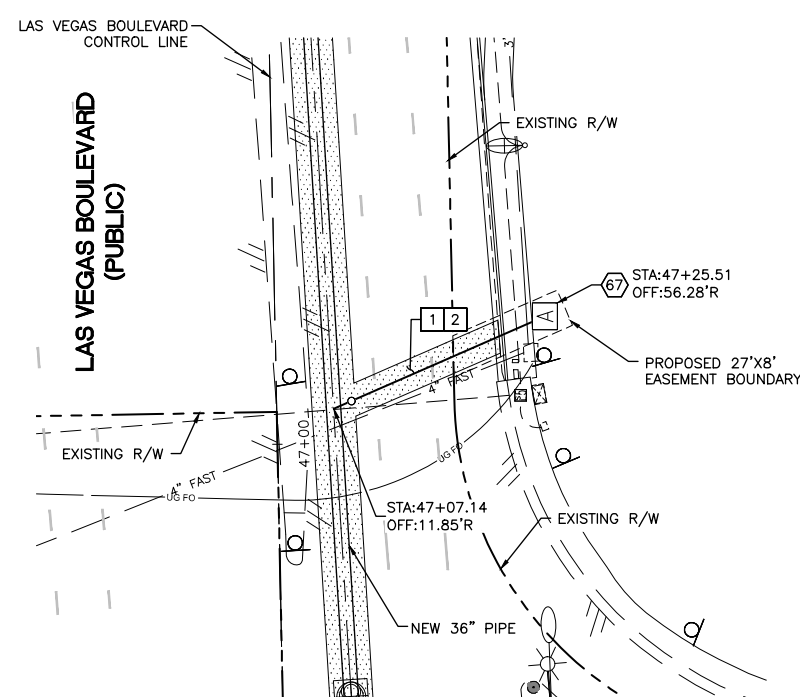 LAS VEGAS BOULEVARD
CONTROL LINE
3'
LAS VEGAS BOULEVARD
(PUBLIC)
EXISTING R/W
67
STA:47+25.51
OFF:56.28'R
1 2
A
PROPOSED 27'X8'
EASEMENT BOUNDARY
4" FAST
47+00
EXISTING R/W
UG FO
4" FAST
UG FO
STA:47+07.14
OFF:11.85'R
EXISTING R/W
NEW 36" PIPE